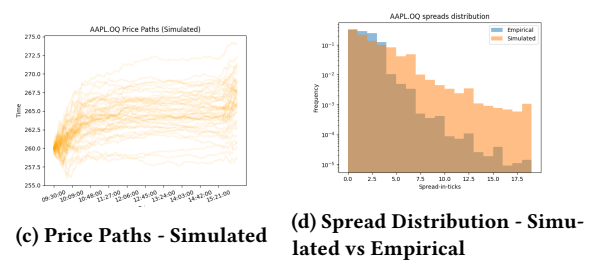 AAPL.OQ Price Paths (Simulated)
275.0
272.5
270.0
267.5
265.0
262.5
260.0
257.5
255.0
Time
09:30:00
10:09:00
10:48:00
11:27:00
12:06:00
12:45:00
13:24:00
14:03:00
14:42:00
15:21:00
(c) Price Paths - Simulated
AAPL.OQ spreads distribution
Empirical
Simulated
10⁻¹
10⁻²
10⁻³
10⁻⁴
10⁻⁵
Frequency
0.0 2.5 5.0 7.5 10.0 12.5 15.0 17.5
Spread-in-ticks
(d) Spread Distribution - Simu-
lated vs Empirical